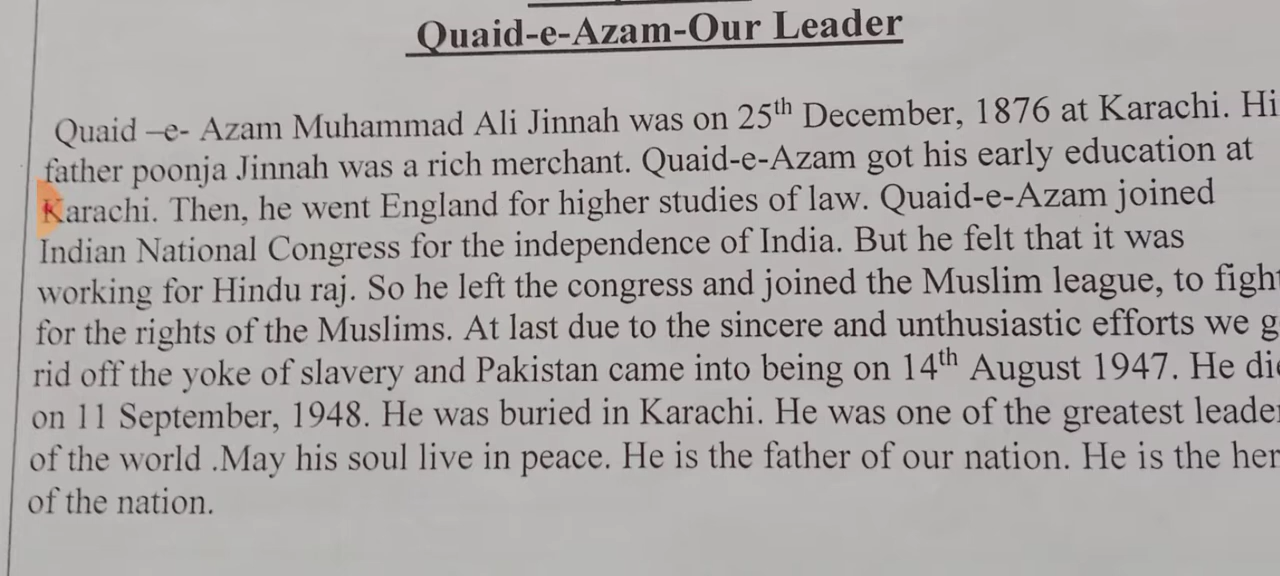 Quaid-e-Azam-Our Leader
Quaid –e- Azam Muhammad Ali Jinnah was on 25th December, 1876 at Karachi. Hi
father poonja Jinnah was a rich merchant. Quaid-e-Azam got his early education at
Karachi. Then, he went England for higher studies of law. Quaid-e-Azam joined
Indian National Congress for the independence of India. But he felt that it was
working for Hindu raj. So he left the congress and joined the Muslim league, to fight
for the rights of the Muslims. At last due to the sincere and unthusiastic efforts we g
rid off the yoke of slavery and Pakistan came into being on 14th August 1947. He die
on 11 September, 1948. He was buried in Karachi. He was one of the greatest leader
of the world .May his soul live in peace. He is the father of our nation. He is the her
of the nation.